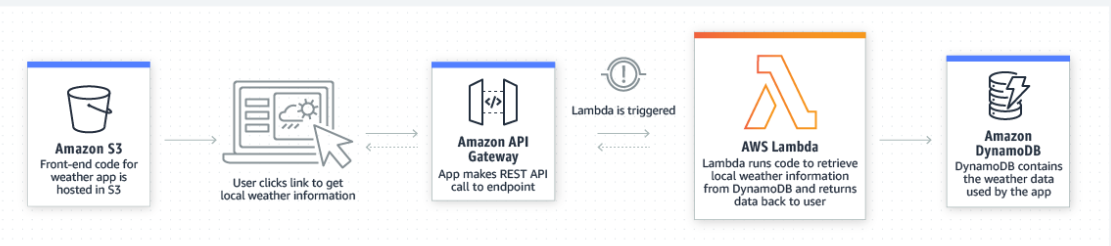 Amazon S3
Front-end code for
weather app is
hosted in S3
User clicks link to get
local weather information
</>
Amazon API
Gateway
App makes REST API
call to endpoint
Lambda is triggered
AWS Lambda
Lambda runs code to retrieve
local weather information
from DynamoDB and returns
data back to user
Amazon
DynamoDB
DynamoDB contains
the weather data
used by the app